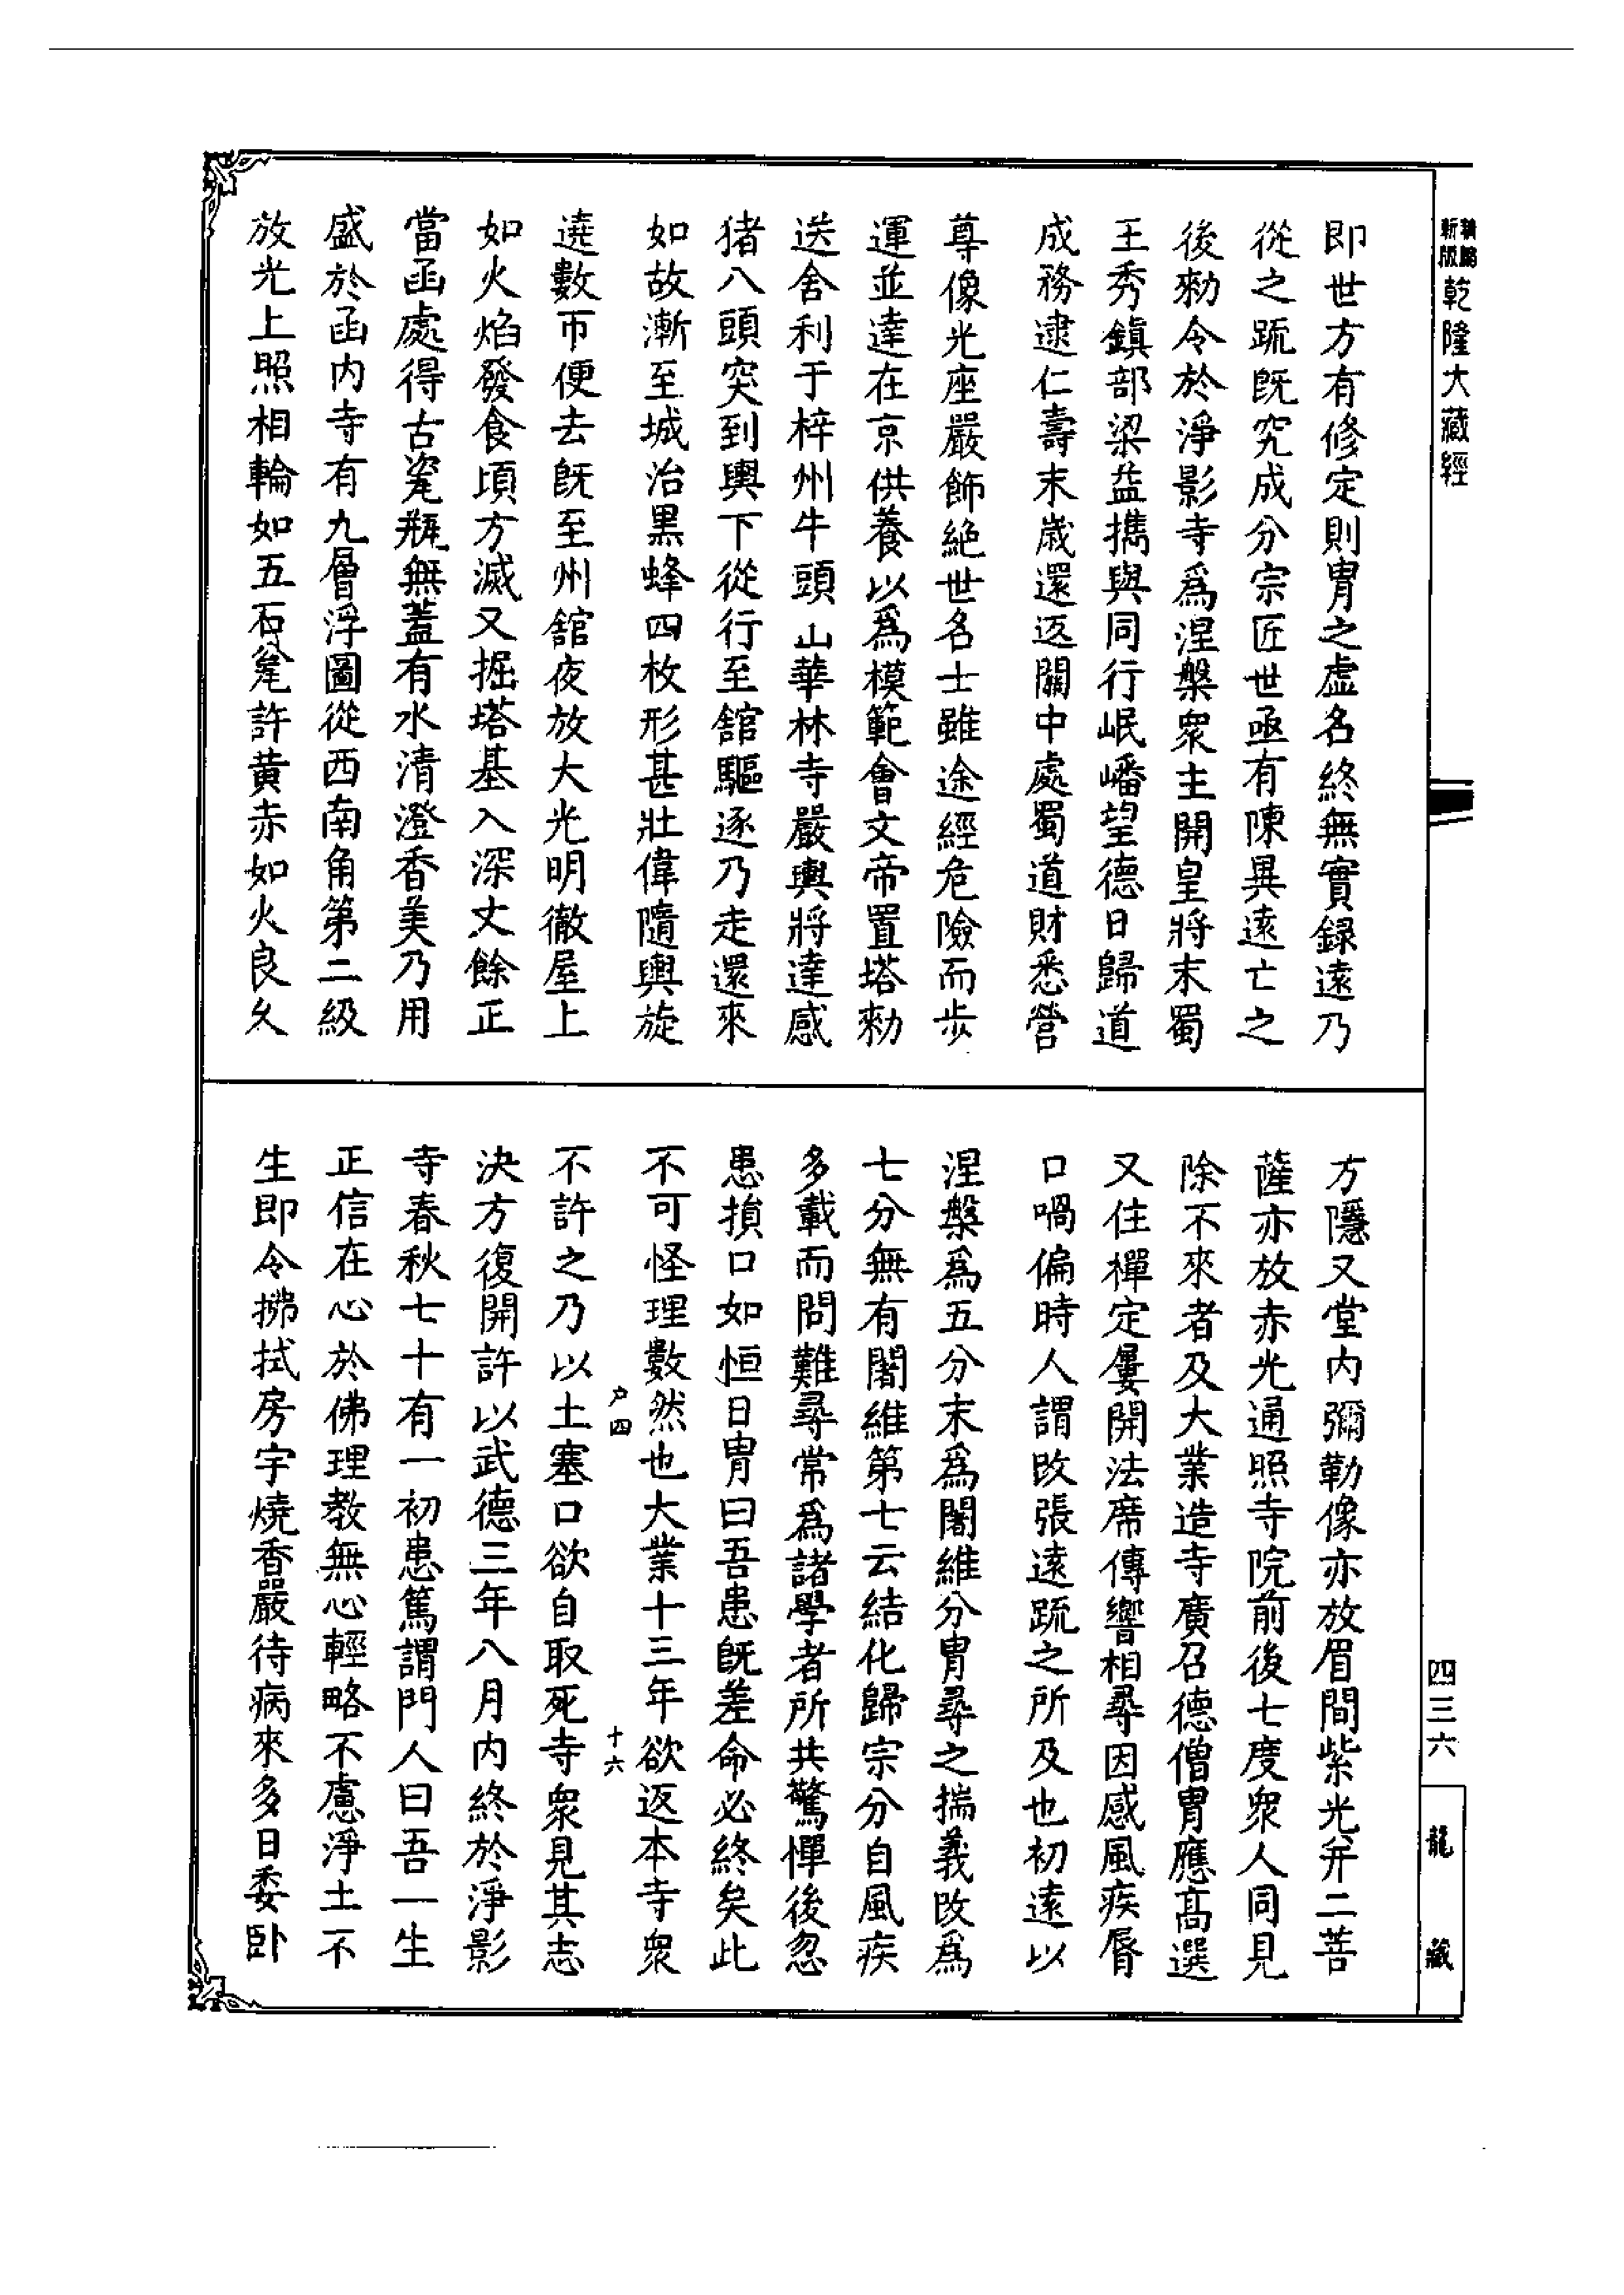 新版
乾隆大藏經
即世方有修定則胄之虛名終無實録遠乃
從之䟽既究成分宗匠世亟有陳異遠亡之
後勑令於淨影寺爲涅槃衆主開皇將末蜀
王秀鎮部梁益擕與同行岷嶓望德日歸道
成務逮仁壽末歲還返關中處蜀道財悉營
尊像光座嚴飾絶世名士雖途經危險而步
運並達在京供養以爲模範會文帝置塔勑
送舍利于梓州牛頭山華林寺嚴輿將達感
猪八頭突到輿下從行至舘驅逐乃走還來
如故漸至城治黑蜂四枚形甚壯偉隨輿旋
遶數帀便去既至州舘夜放大光明徹屋上
如火焰發食頃方滅又掘塔基入深丈餘正
當函處得古瓷瓶無蓋有水清澄香美乃用
盛於函内寺有九層浮圖從西南角第二級
放光上照相輪如五石瓮許黄赤如火良久
方隱又堂内彌勒像亦放眉間紫光并二菩
薩亦放赤光通照寺院前後七度衆人同見
除不來者及大業造寺廣召德僧胄應高選
又住禪定屢開法席傳響相尋因感風疾脣
口喎偏時人謂改張遠䟽之所及也初遠以
涅槃爲五分末爲闍維分胄尋之揣義改爲
七分無有闍維第七云結化歸宗分自風疾
多載而問難尋常爲諸學者所共驚憚後忽
患損口如恒日胄曰吾患既差命必終矣此
不可怪理數然也大業十三年欲返本寺衆
户四
十六
不許之乃以土塞口欲自取死寺衆見其志
決方復開許以武德三年八月内終於淨影
寺春秋七十有一初患篤謂門人曰吾一生
正信在心於佛理教無心輕略不慮淨土不
生即令拂拭房宇燒香嚴待病來多日委卧
四三六
龍藏